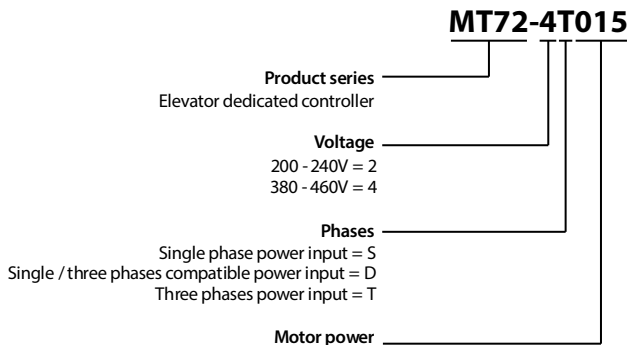 MT72-4T015
Product series
Elevator dedicated controller
Voltage
200 - 240V = 2
380 - 460V = 4
Phases
Single phase power input = S
Single / three phases compatible power input = D
Three phases power input = T
Motor power